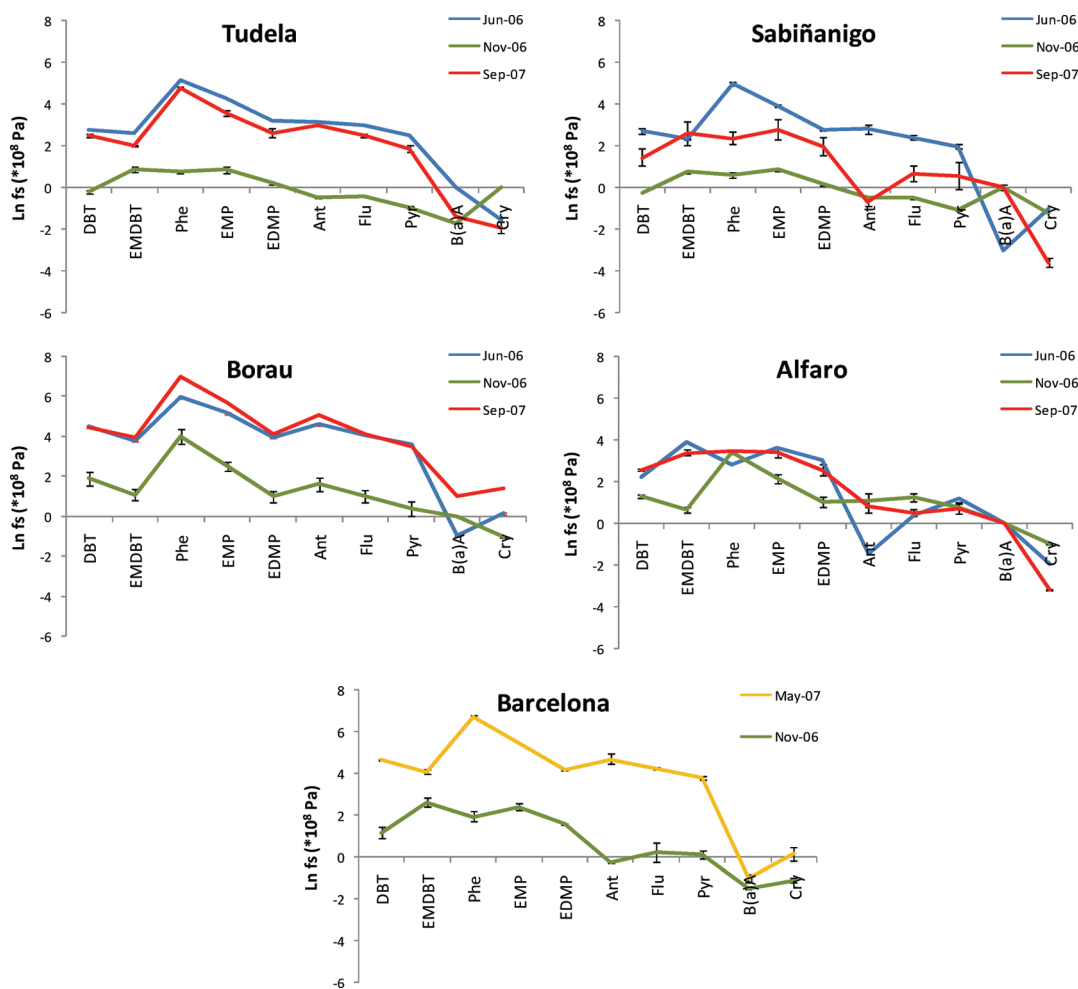 Tudela
Jun-06
Nov-06
Sep-07
Ln fs (*10⁸ Pa)
8
6
4
2
0
-2
-4
-6
DBT
EMDBT
Phe
EMP
EDMP
Ant
Flu
Pyr
B(a)A
Cry
Sabiñanigo
Jun-06
Nov-06
Sep-07
Ln fs (*10⁸ Pa)
8
6
4
2
0
-2
-4
-6
DBT
EMDBT
Phe
EMP
EDMP
Ant
Flu
Pyr
B(a)A
Cry
Borau
Jun-06
Nov-06
Sep-07
Ln fs (*10⁸ Pa)
8
6
4
2
0
-2
-4
-6
DBT
EMDBT
Phe
EMP
EDMP
Ant
Flu
Pyr
B(a)A
Cry
Alfaro
Jun-06
Nov-06
Sep-07
Ln fs (*10⁸ Pa)
8
6
4
2
0
-2
-4
-6
DBT
EMDBT
Phe
EMP
EDMP
Ant
Flu
Pyr
B(a)A
Cry
Barcelona
May-07
Nov-06
Ln fs (*10⁸ Pa)
8
6
4
2
0
-2
-4
-6
DBT
EMDBT
Phe
EMP
EDMP
Ant
Flu
Pyr
B(a)A
Cry